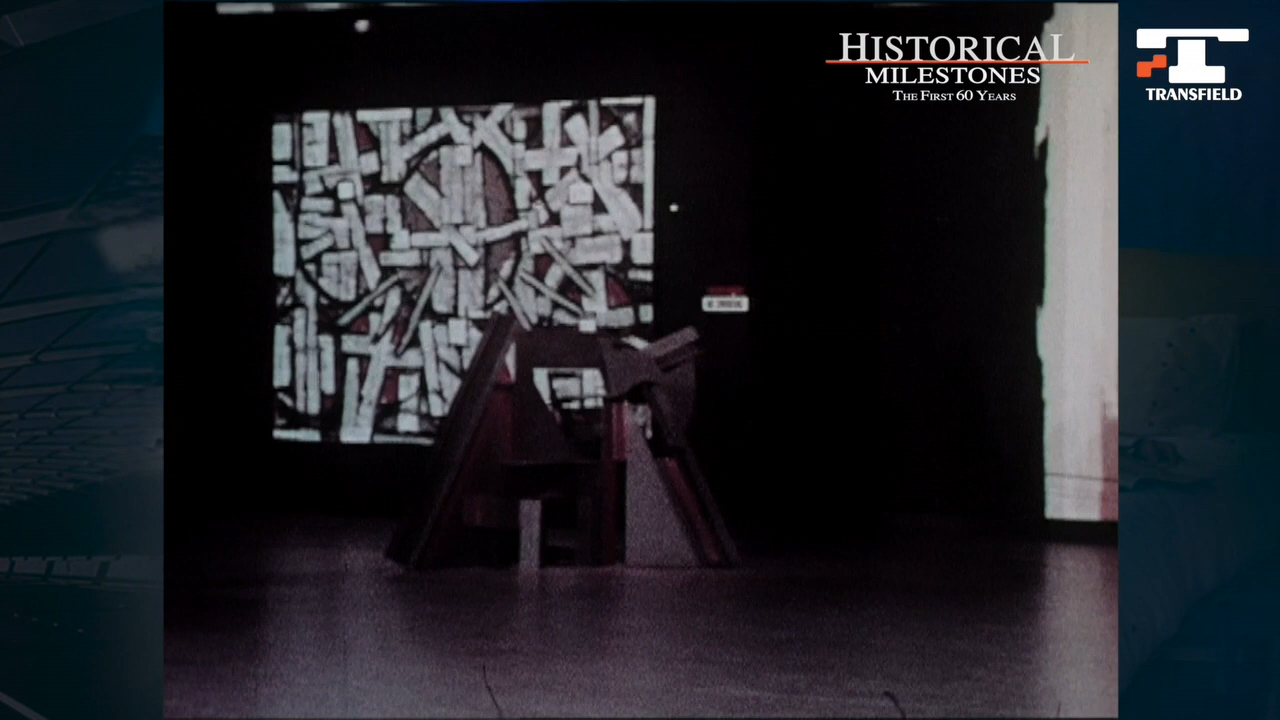 HISTORICAL
MILESTONES
THE FIRST 60 YEARS
TRANSFIELD